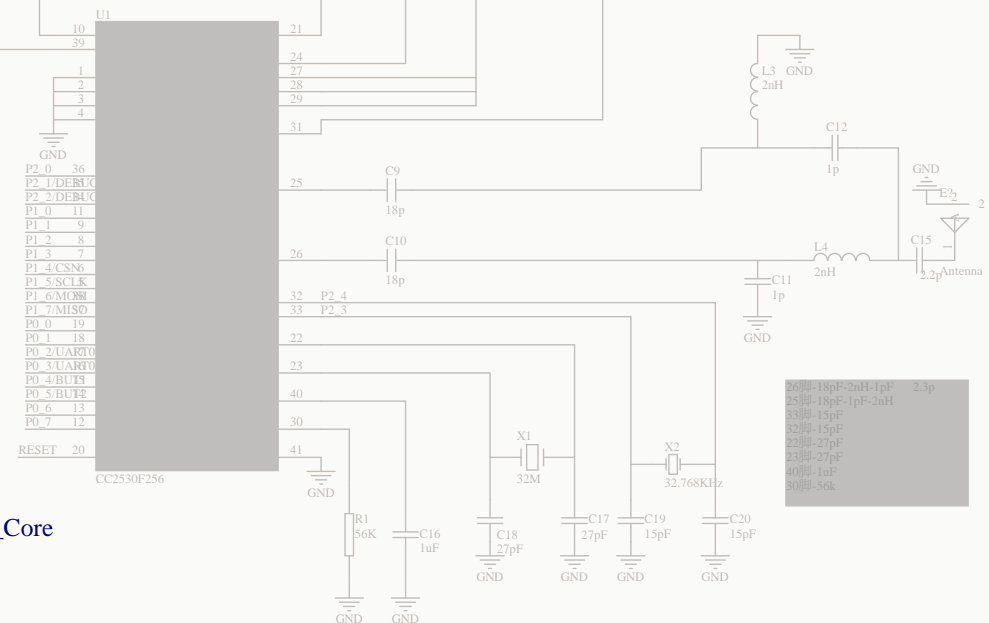 U1
10
39
1
2
3
4
GND
P2_0 36
P2_1/DEBUG
P2_2/DEBUG
P1_0 11
P1_1 9
P1_2 8
P1_3 7
P1_4/CSN
P1_5/SCLK
P1_6/MOSI
P1_7/MISO
P0_0 19
P0_1 18
P0_2/UART0
P0_3/UART0
P0_4/BUT1
P0_5/BUT2
P0_6 13
P0_7 12
RESET 20
CC2530F256
21
24
27
28
29
31
25
26
32 P2_4
33 P2_3
22
23
40
30
41
GND
C9
18p
C10
18p
L3
2nH
GND
C12
1p
C11
1p
GND
L4
2nH
C15
2.2p
GND
E?
2
2
1
Antenna
26脚-18pF-2nH-1pF 2.3p
25脚-18pF-1pF-2nH
33脚-15pF
32脚-15pF
22脚-27pF
23脚-27pF
40脚-1uF
30脚-56k
X1
32M
X2
32.768KHz
_Core
R1
56K
GND
C16
1uF
GND
C18
27pF
GND
C17
27pF
GND
C19
15pF
GND
C20
15pF
GND